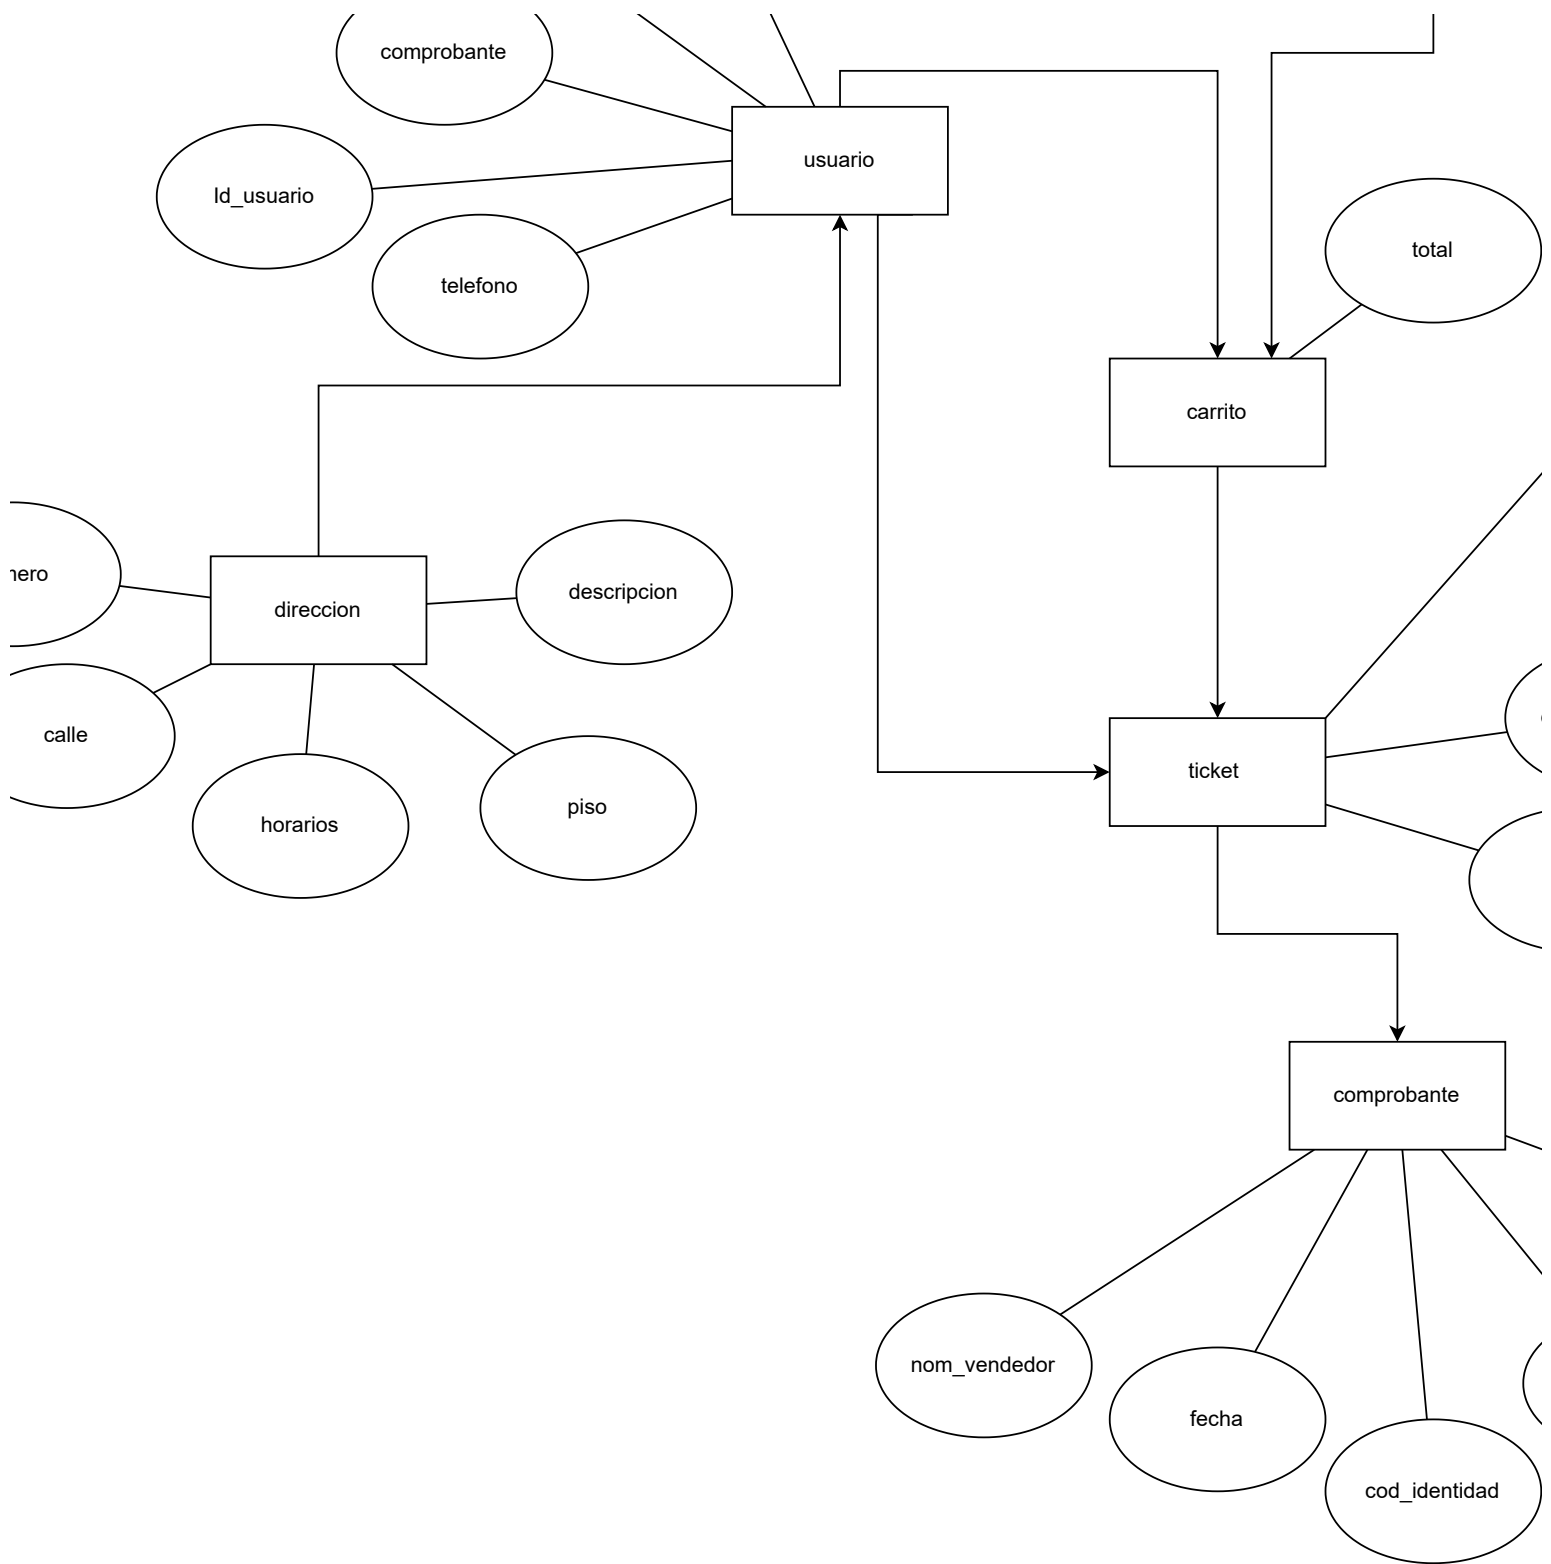 comprobante
usuario
Id_usuario
total
telefono
carrito
descripcion
direccion
calle
ticket
piso
horarios
comprobante
nom_vendedor
fecha
cod_identidad